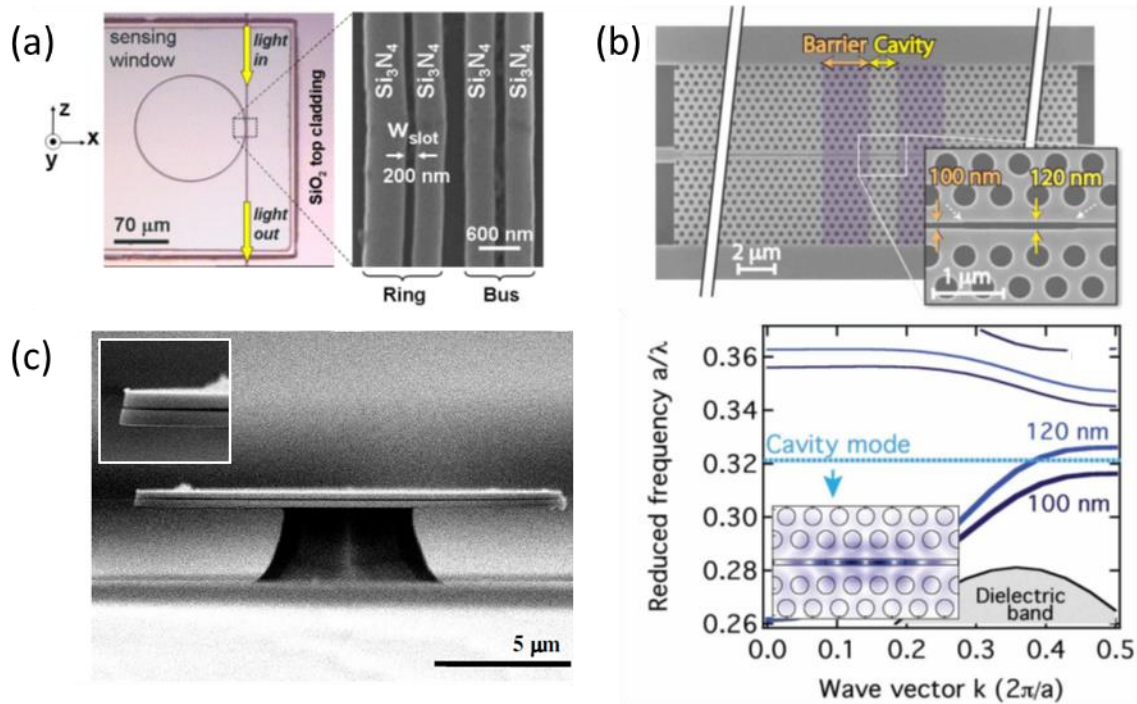 (a)
sensing
window
light
in
z
x
y
70 μm
light
out
SiO₂ top cladding
Si₃N₄
Si₃N₄
Si₃N₄
Si₃N₄
W_slot
200 nm
600 nm
Ring
Bus
(b)
Barrier Cavity
100 nm
120 nm
2 μm
1 μm
(c)
5 μm
0.36
0.34
0.32
0.30
0.28
0.26
Reduced frequency a/λ
Cavity mode
120 nm
100 nm
Dielectric
band
0.0 0.1 0.2 0.3 0.4 0.5
Wave vector k (2π/a)